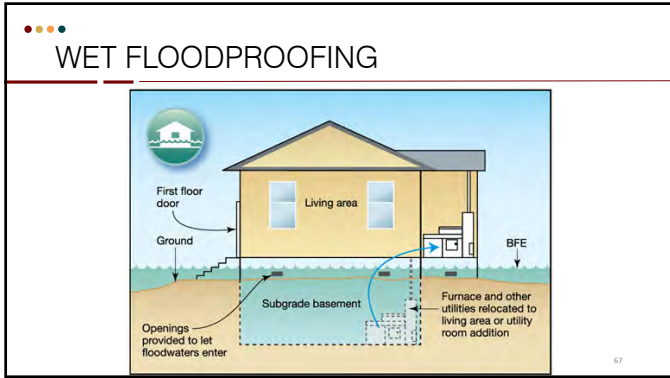 WET FLOODPROOFING
First floor
door
Living area
Ground
BFE
Subgrade basement
Furnace and other
utilities relocated to
living area or utility
room addition
Openings
provided to let
floodwaters enter
67